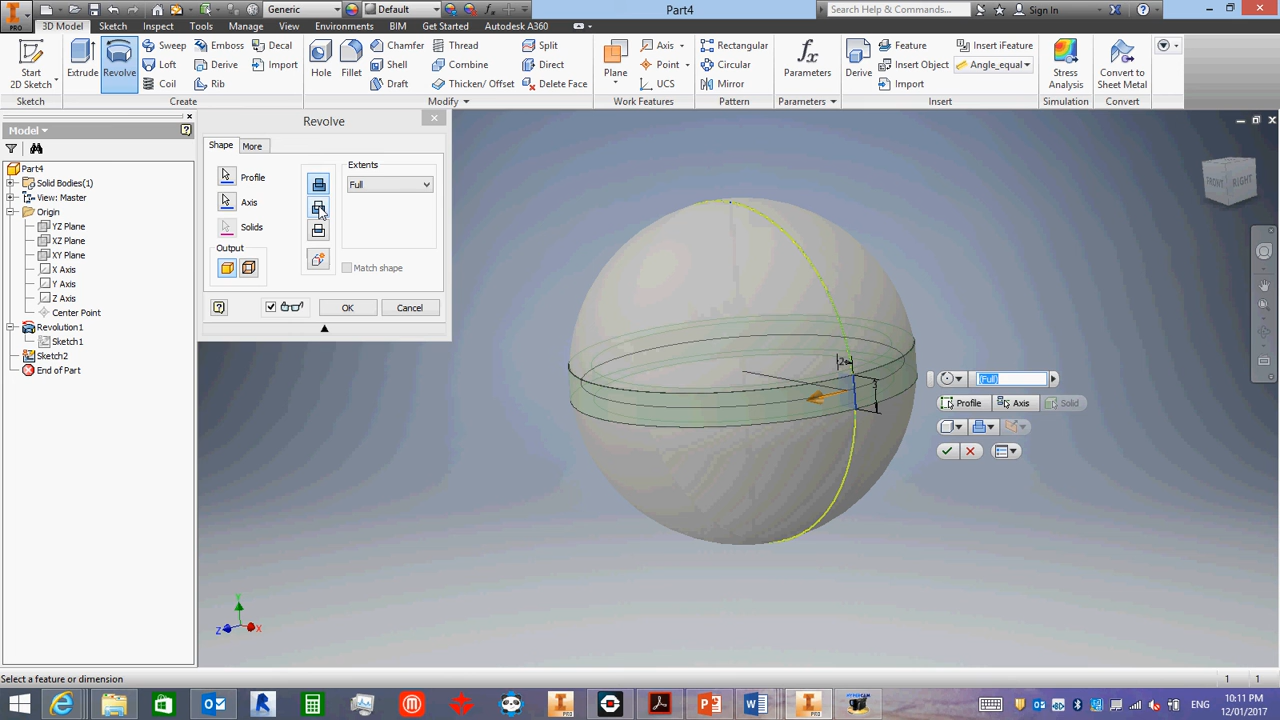 Generic
Default
Part4
Search Help & Commands...
Sign In
PRO
3D Model
Sketch
Inspect
Tools
Manage
View
Environments
BIM
Get Started
Autodesk A360
Start
2D Sketch
Extrude
Revolve
Sweep
Loft
Coil
Emboss
Derive
Rib
Decal
Import
Hole
Fillet
Chamfer
Shell
Draft
Thread
Combine
Thicken/ Offset
Split
Direct
Delete Face
Plane
Axis
Point
UCS
Rectangular
Circular
Mirror
fx
Parameters
Derive
Feature
Insert Object
Import
Insert iFeature
Angle_equal
Stress
Analysis
Convert to
Sheet Metal
Sketch
Create
Modify
Work Features
Pattern
Parameters
Insert
Simulation
Convert
Model
Part4
Solid Bodies(1)
View: Master
Origin
YZ Plane
XZ Plane
XY Plane
X Axis
Y Axis
Z Axis
Center Point
Revolution1
Sketch1
Sketch2
End of Part
Revolve
Shape
More
Profile
Axis
Solids
Output
Extents
Full
Match shape
OK
Cancel
FRONT
RIGHT
2
3
(Full)
Profile
Axis
Solid
Y
Z
X
Select a feature or dimension
1
1
PRO
PRO
ENG
10:11 PM
12/01/2017